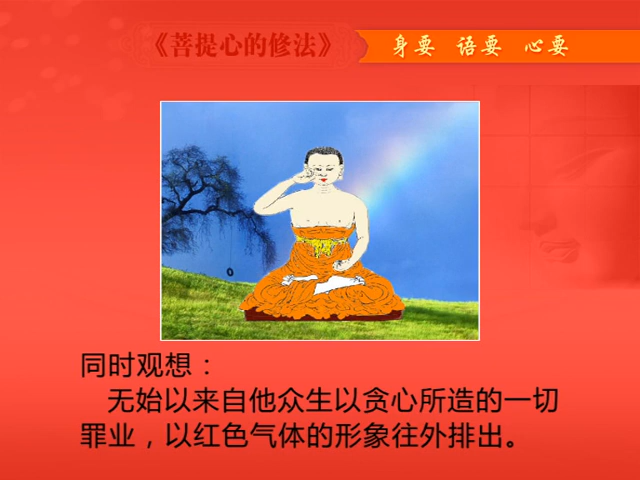 《菩提心的修法》 身要 语要 心要
同时观想：
无始以来自他众生以贪心所造的一切
罪业，以红色气体的形象往外排出。